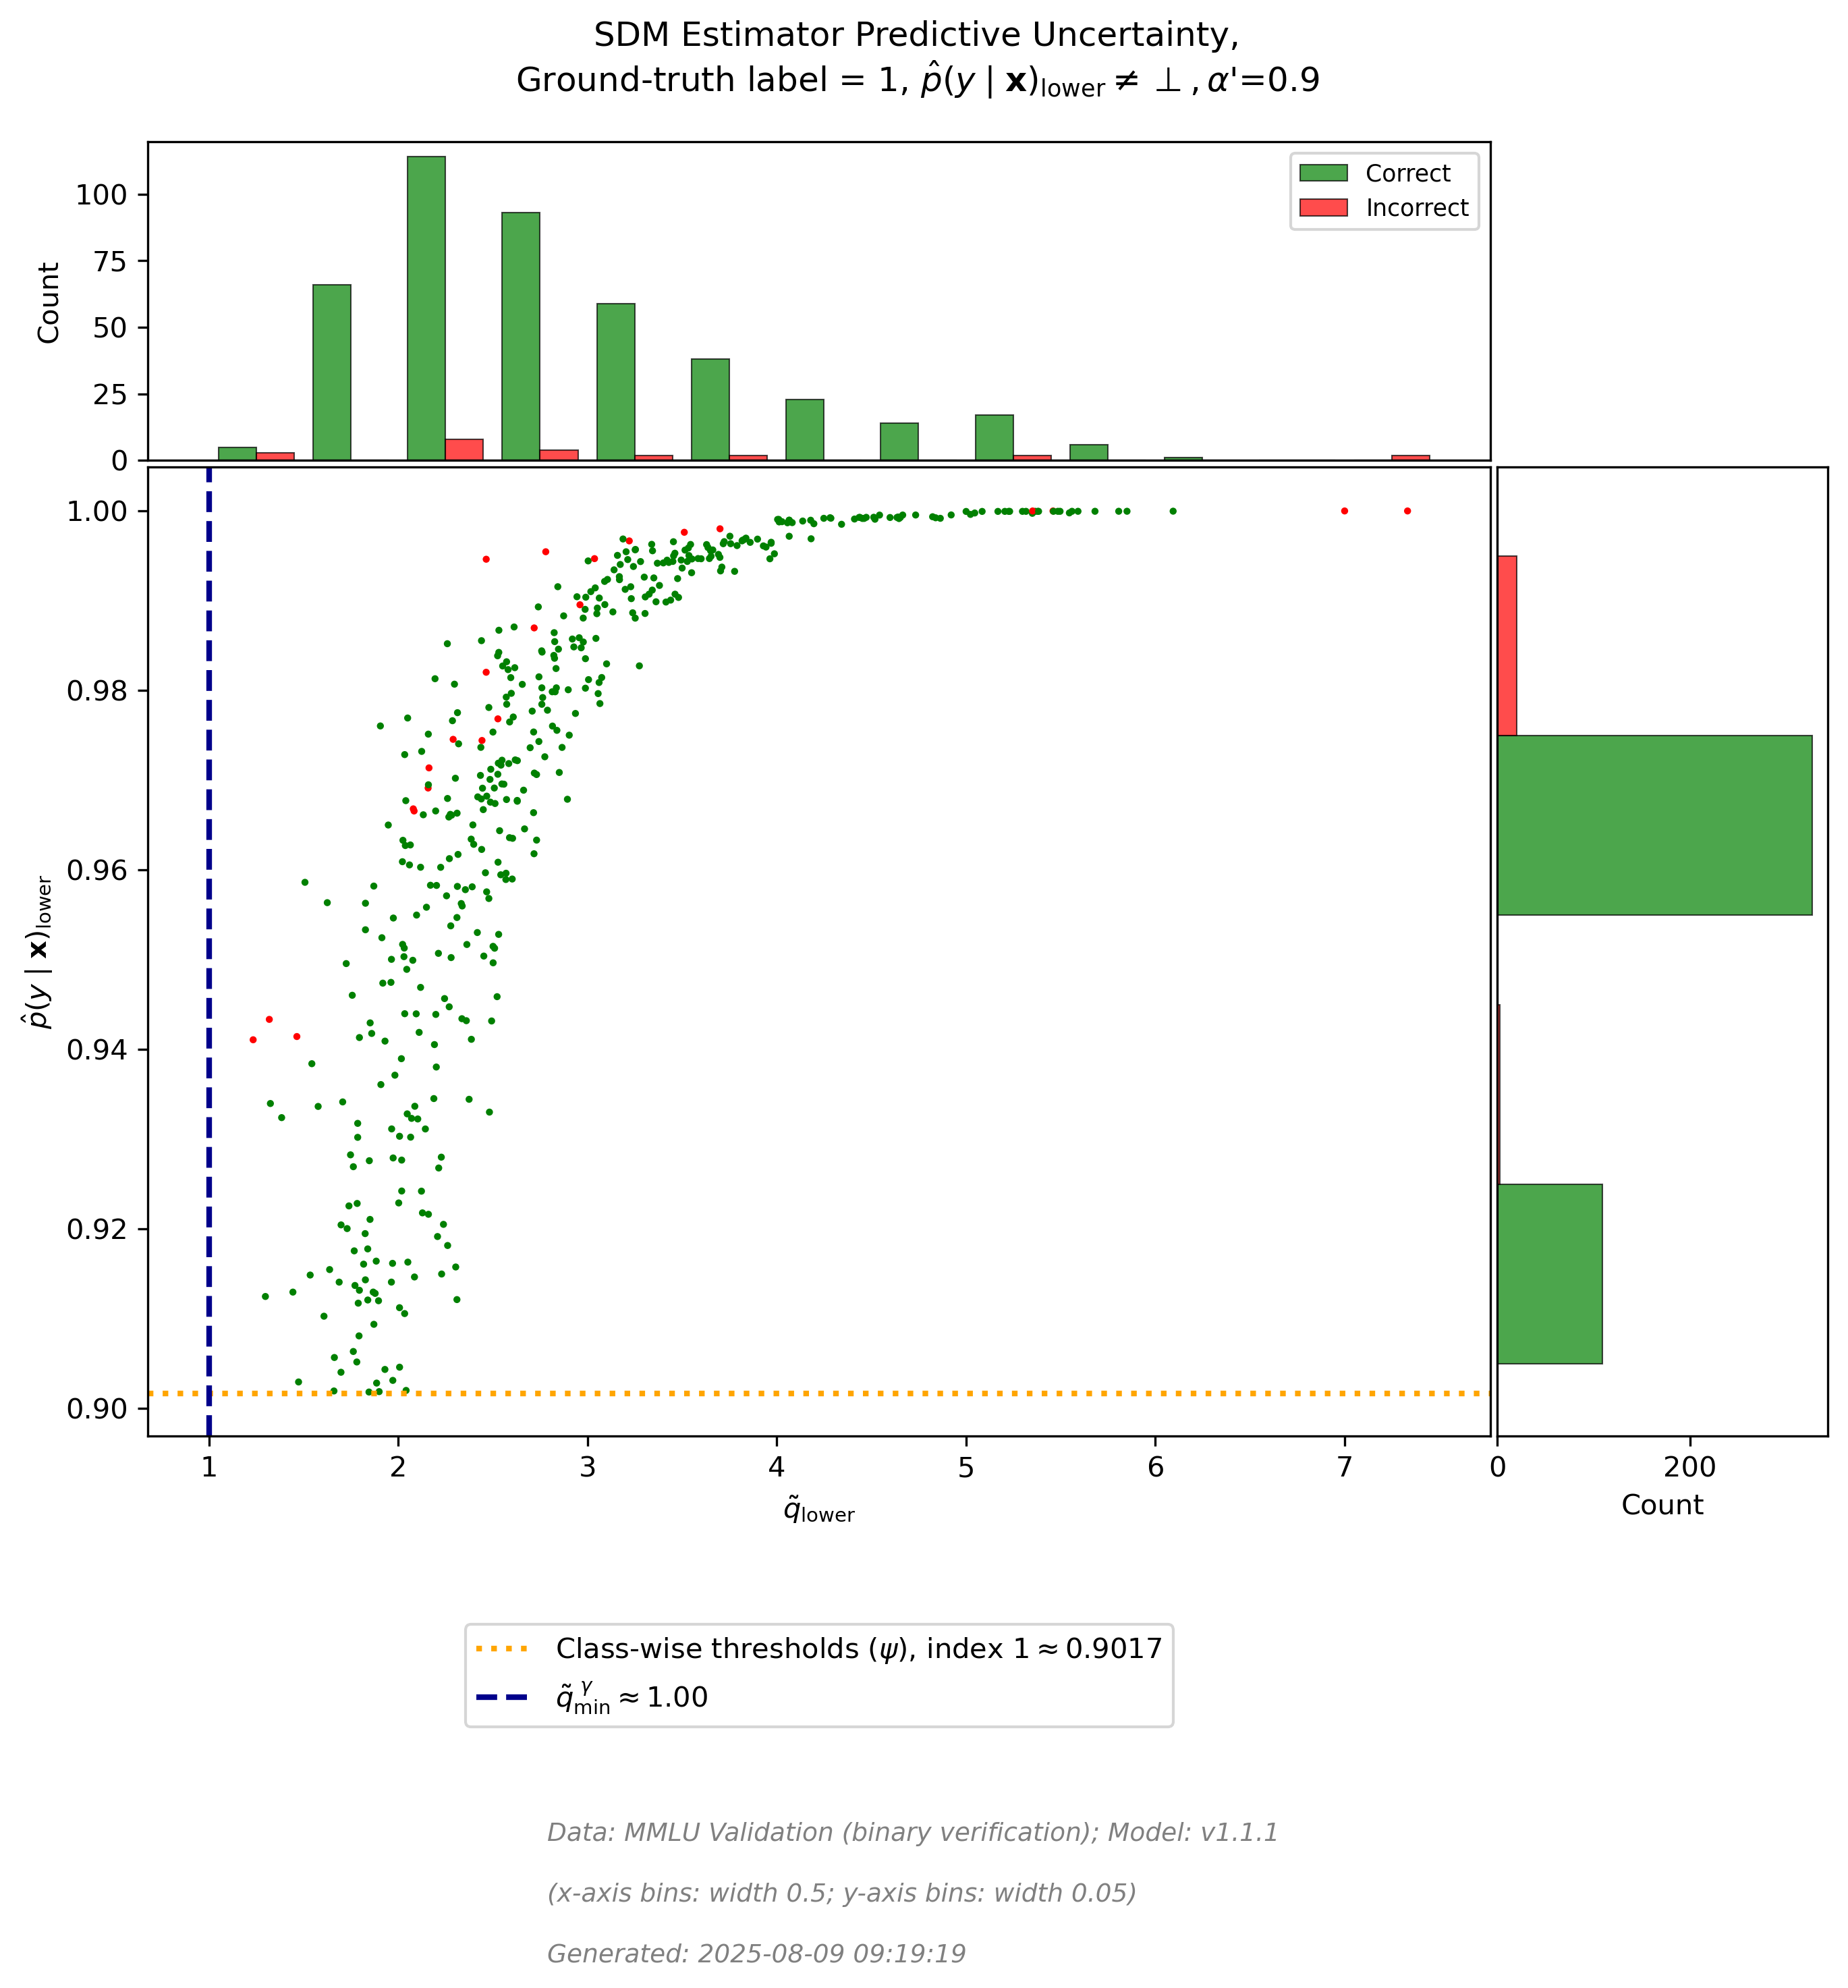 SDM Estimator Predictive Uncertainty,
Ground-truth label = 1, p̂(y | x)lower ≠ ⊥, α'=0.9
Correct
Incorrect
Count
100
75
50
25
0
p̂(y | x)lower
1.00
0.98
0.96
0.94
0.92
0.90
1 2 3 4 5 6 7
q̃lower
0 200
Count
Class-wise thresholds (ψ), index 1 ≈ 0.9017
q̃γmin ≈ 1.00
Data: MMLU Validation (binary verification); Model: v1.1.1
(x-axis bins: width 0.5; y-axis bins: width 0.05)
Generated: 2025-08-09 09:19:19